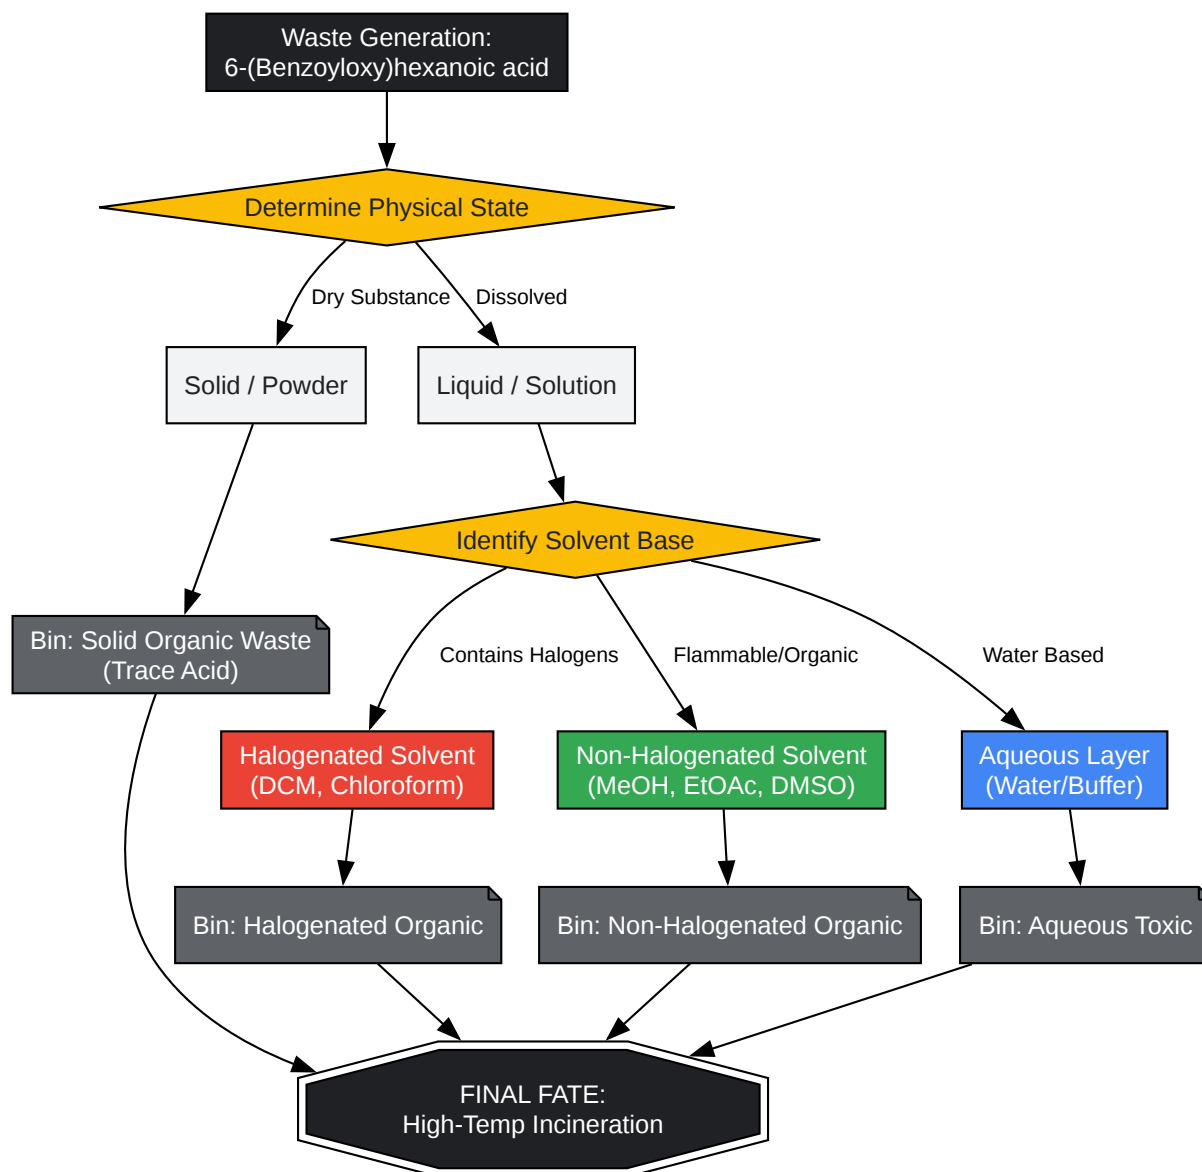 Waste Generation:
6-(Benzoyloxy)hexanoic acid
Determine Physical State
Dry Substance
Dissolved
Solid / Powder
Liquid / Solution
Identify Solvent Base
Bin: Solid Organic Waste
(Trace Acid)
Contains Halogens
Flammable/Organic
Water Based
Halogenated Solvent
(DCM, Chloroform)
Non-Halogenated Solvent
(MeOH, EtOAc, DMSO)
Aqueous Layer
(Water/Buffer)
Bin: Halogenated Organic
Bin: Non-Halogenated Organic
Bin: Aqueous Toxic
FINAL FATE:
High-Temp Incineration